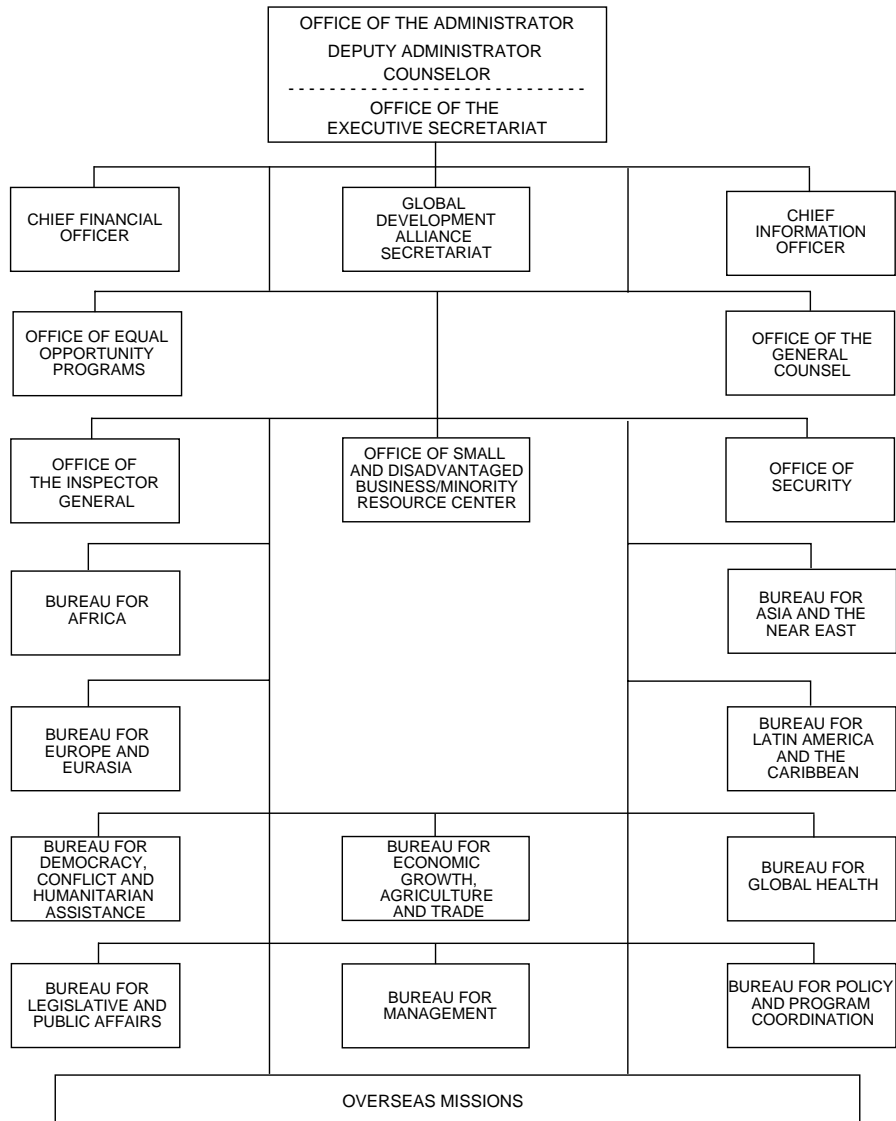 OFFICE OF THE ADMINISTRATOR
DEPUTY ADMINISTRATOR
COUNSELOR
OFFICE OF THE
EXECUTIVE SECRETARIAT
CHIEF FINANCIAL
OFFICER
GLOBAL
DEVELOPMENT
ALLIANCE
SECRETARIAT
CHIEF
INFORMATION
OFFICER
OFFICE OF EQUAL
OPPORTUNITY
PROGRAMS
OFFICE OF THE
GENERAL
COUNSEL
OFFICE OF
THE INSPECTOR
GENERAL
OFFICE OF SMALL
AND DISADVANTAGED
BUSINESS/MINORITY
RESOURCE CENTER
OFFICE OF
SECURITY
BUREAU FOR
AFRICA
BUREAU FOR
ASIA AND THE
NEAR EAST
BUREAU FOR
EUROPE AND
EURASIA
BUREAU FOR
LATIN AMERICA
AND THE
CARIBBEAN
BUREAU FOR
DEMOCRACY,
CONFLICT AND
HUMANITARIAN
ASSISTANCE
BUREAU FOR
ECONOMIC
GROWTH,
AGRICULTURE
AND TRADE
BUREAU FOR
GLOBAL HEALTH
BUREAU FOR
LEGISLATIVE AND
PUBLIC AFFAIRS
BUREAU FOR
MANAGEMENT
BUREAU FOR POLICY
AND PROGRAM
COORDINATION
OVERSEAS MISSIONS